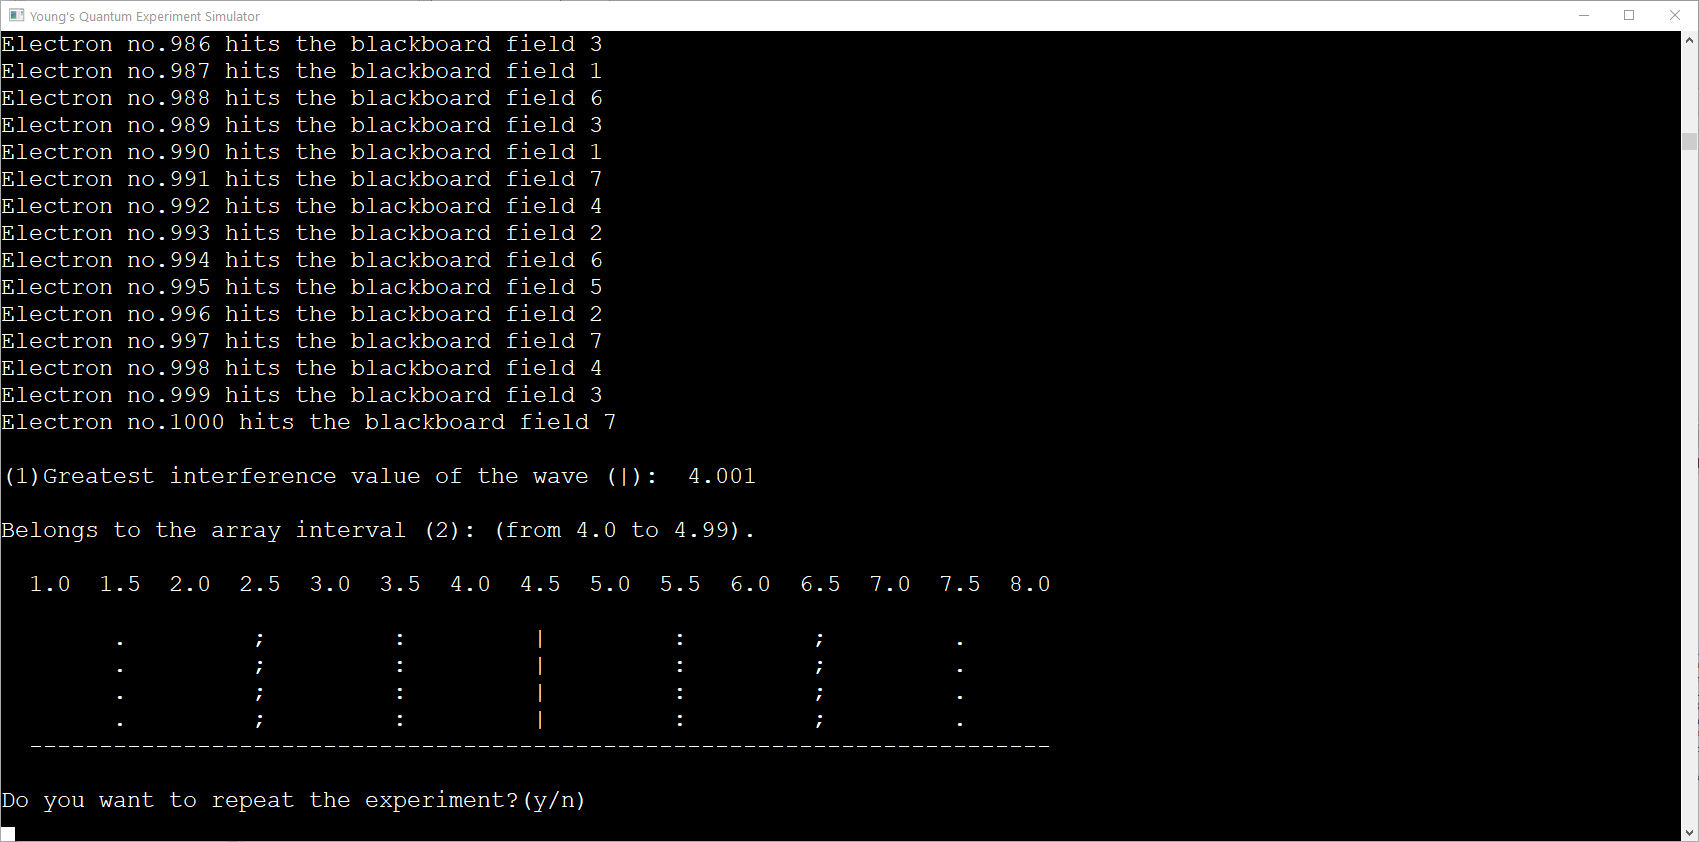 Young's Quantum Experiment Simulator
Electron no.986 hits the blackboard field 3
Electron no.987 hits the blackboard field 1
Electron no.988 hits the blackboard field 6
Electron no.989 hits the blackboard field 3
Electron no.990 hits the blackboard field 1
Electron no.991 hits the blackboard field 7
Electron no.992 hits the blackboard field 4
Electron no.993 hits the blackboard field 2
Electron no.994 hits the blackboard field 6
Electron no.995 hits the blackboard field 5
Electron no.996 hits the blackboard field 2
Electron no.997 hits the blackboard field 7
Electron no.998 hits the blackboard field 4
Electron no.999 hits the blackboard field 3
Electron no.1000 hits the blackboard field 7
(1)Greatest interference value of the wave (|):  4.001
Belongs to the array interval (2): (from 4.0 to 4.99).
1.0  1.5  2.0  2.5  3.0  3.5  4.0  4.5  5.0  5.5  6.0  6.5  7.0  7.5  8.0
.         ;         :         |         :         ;         .
.         ;         :         |         :         ;         .
.         ;         :         |         :         ;         .
.         ;         :         |         :         ;         .
-------------------------------------------------------------------------
Do you want to repeat the experiment?(y/n)